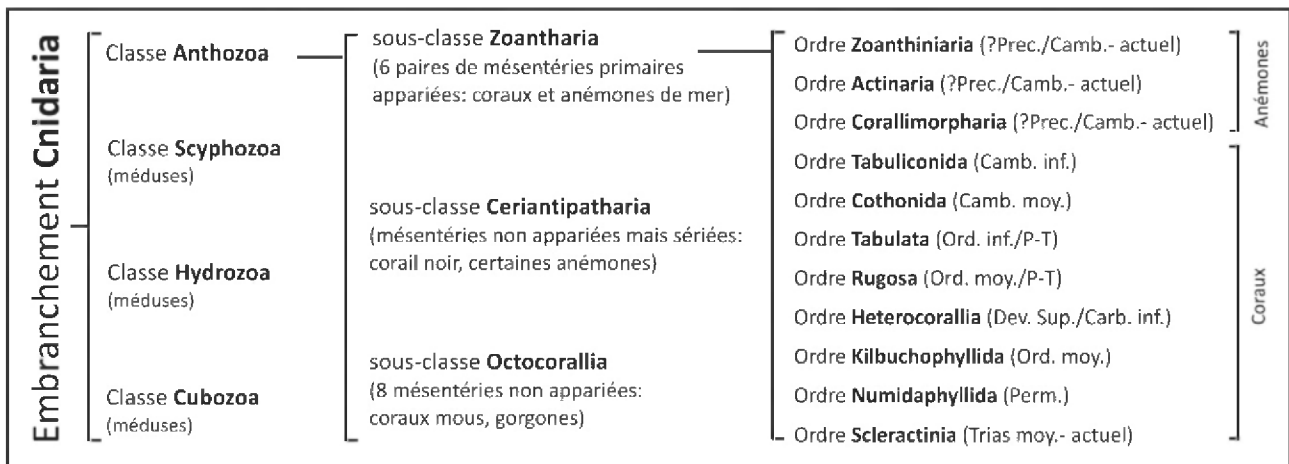 Embranchement Cnidaria
Classe Anthozoa
Classe Scyphozoa
(méduses)
Classe Hydrozoa
(méduses)
Classe Cubozoa
(méduses)
sous-classe Zoantharia
(6 paires de mésentéries primaires
appariées: coraux et anémones de mer)
sous-classe Ceriantipatharia
(mésentéries non appariées mais sériées:
corail noir, certaines anémones)
sous-classe Octocorallia
(8 mésentéries non appariées:
coraux mous, gorgones)
Ordre Zoanthiniaria (?Prec./Camb.- actuel)
Ordre Actinaria (?Prec./Camb.- actuel)
Ordre Corallimorpharia (?Prec./Camb.- actuel)
Ordre Tabuliconida (Camb. inf.)
Ordre Cothonida (Camb. moy.)
Ordre Tabulata (Ord. inf./P-T)
Ordre Rugosa (Ord. moy./P-T)
Ordre Heterocorallia (Dev. Sup./Carb. inf.)
Ordre Kilbuchophyllida (Ord. moy.)
Ordre Numidaphyllida (Perm.)
Ordre Scleractinia (Trias moy.- actuel)
Anémones
Coraux